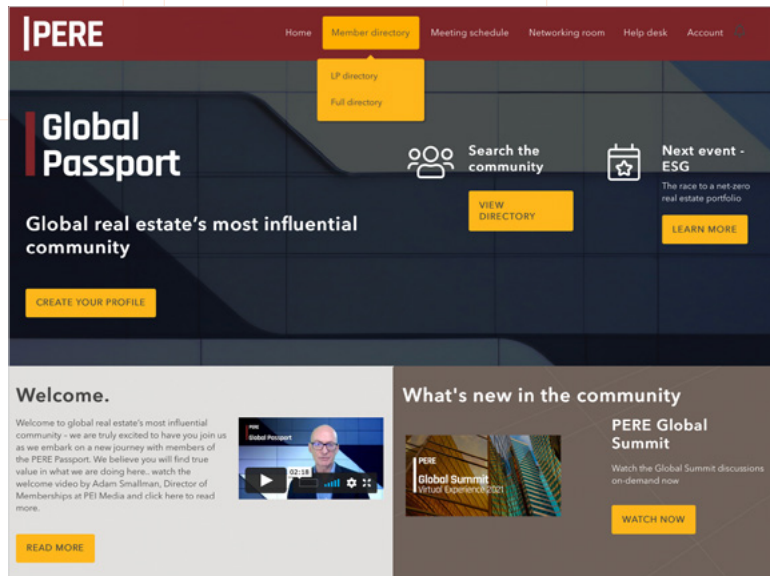 PERE
Home Member directory Meeting schedule Networking room Help desk Account
LP directory
Full directory
Global
Passport
Global real estate's most influential
community
CREATE YOUR PROFILE
Search the
community
VIEW
DIRECTORY
Next event -
ESG
The race to a net-zero
real estate portfolio
LEARN MORE
Welcome.
Welcome to global real estate's most influential
community – we are truly excited to have you join us
as we embark on a new journey with members of
the PERE Passport. We believe you will find true
value in what we are doing here.. watch the
welcome video by Adam Smallman, Director of
Memberships at PEI Media and click here to read
more.
READ MORE
PERE
Global Passport
02:18
What's new in the community
PERE
Global Summit
Virtual Experience 2021
PERE Global
Summit
Watch the Global Summit discussions
on-demand now
WATCH NOW